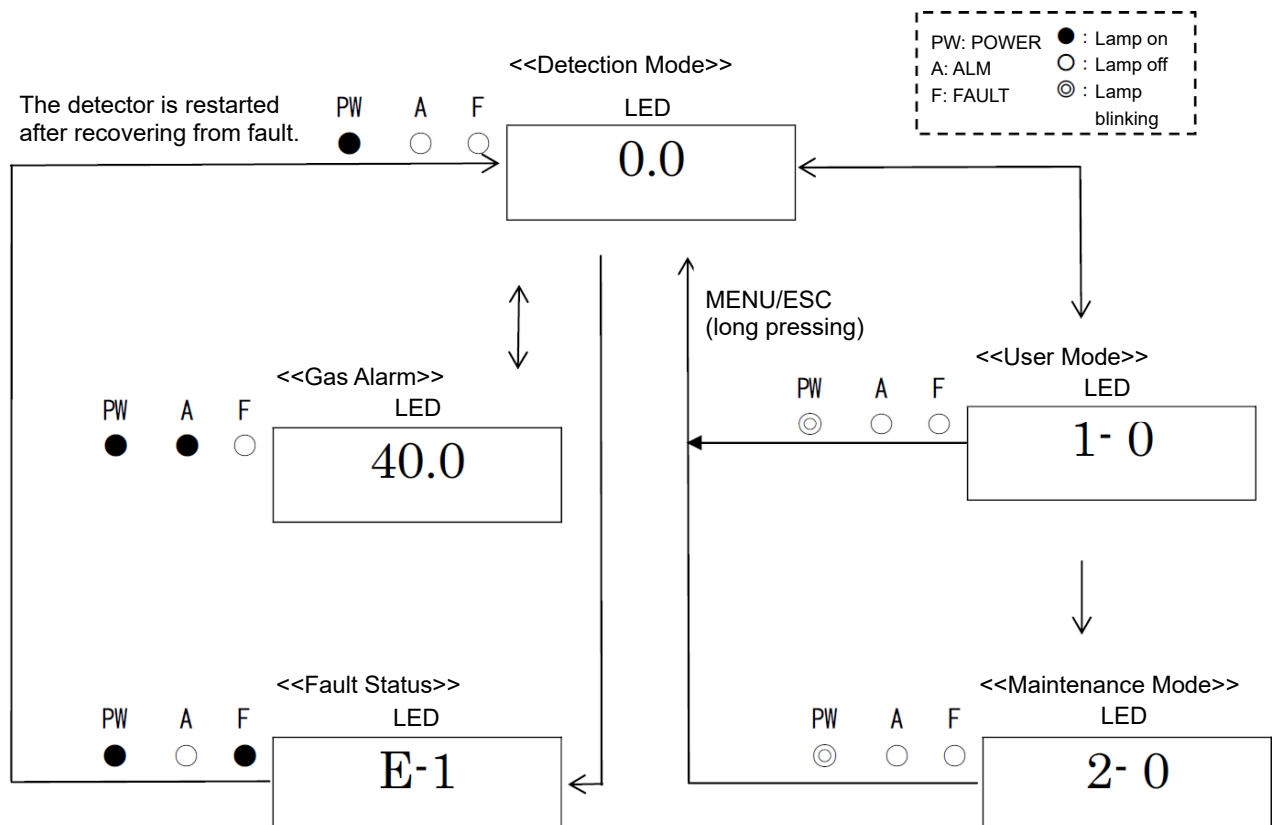 PW: POWER ● : Lamp on
A: ALM ○ : Lamp off
F: FAULT ◎ : Lamp
blinking
<<Detection Mode>>
The detector is restarted
after recovering from fault.
PW A F
LED
0.0
MENU/ESC
(long pressing)
<<User Mode>>
PW A F
LED
1- 0
<<Gas Alarm>>
PW A F
LED
40.0
<<Fault Status>>
PW A F
LED
E-1
<<Maintenance Mode>>
PW A F
LED
2- 0